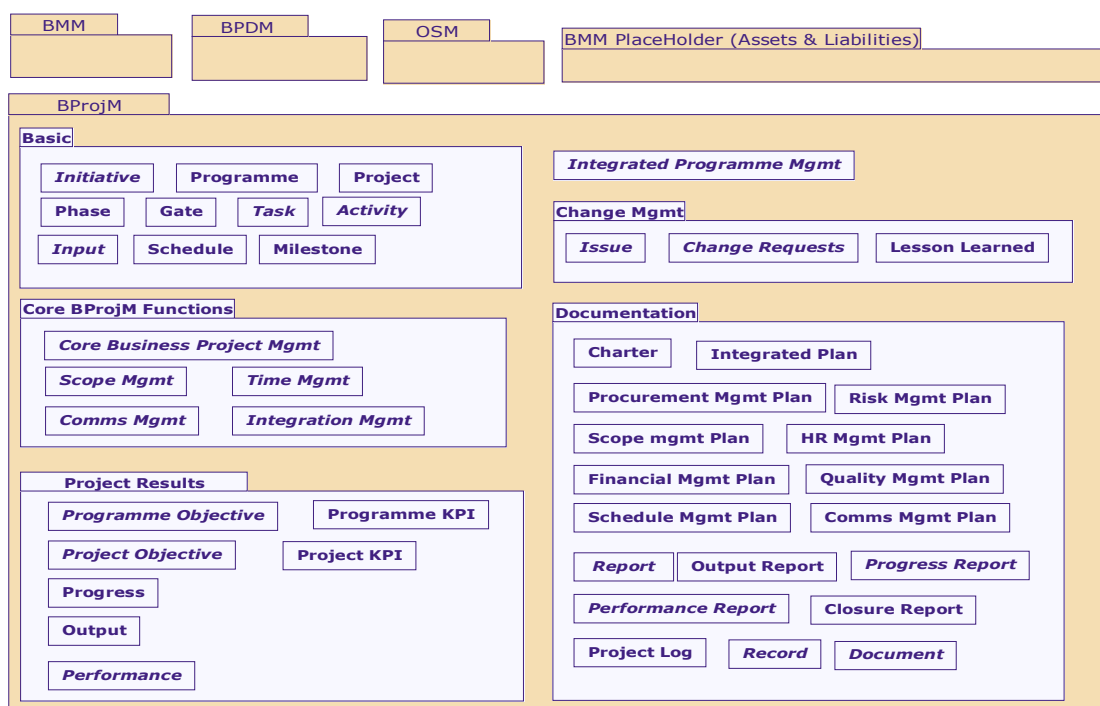 BMM
BPDM
OSM
BMM PlaceHolder (Assets & Liabilities)
BProjM
Basic
Initiative Programme Project
Phase Gate Task Activity
Input Schedule Milestone
Integrated Programme Mgmt
Change Mgmt
Issue Change Requests Lesson Learned
Core BProjM Functions
Core Business Project Mgmt
Scope Mgmt Time Mgmt
Comms Mgmt Integration Mgmt
Documentation
Charter Integrated Plan
Procurement Mgmt Plan Risk Mgmt Plan
Scope mgmt Plan HR Mgmt Plan
Financial Mgmt Plan Quality Mgmt Plan
Schedule Mgmt Plan Comms Mgmt Plan
Report Output Report Progress Report
Performance Report Closure Report
Project Log Record Document
Project Results
Programme Objective Programme KPI
Project Objective Project KPI
Progress
Output
Performance